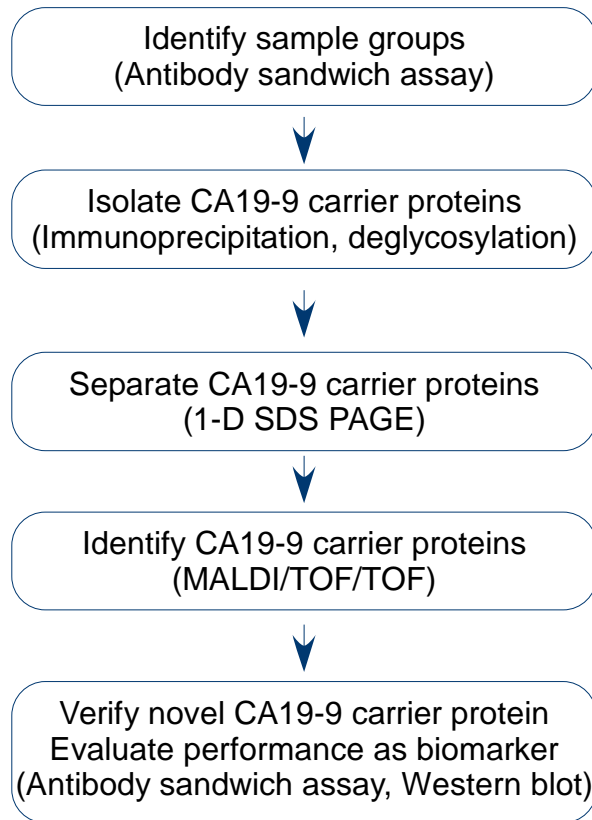 Identify sample groups
(Antibody sandwich assay)
Isolate CA19-9 carrier proteins
(Immunoprecipitation, deglycosylation)
Separate CA19-9 carrier proteins
(1-D SDS PAGE)
Identify CA19-9 carrier proteins
(MALDI/TOF/TOF)
Verify novel CA19-9 carrier protein
Evaluate performance as biomarker
(Antibody sandwich assay, Western blot)